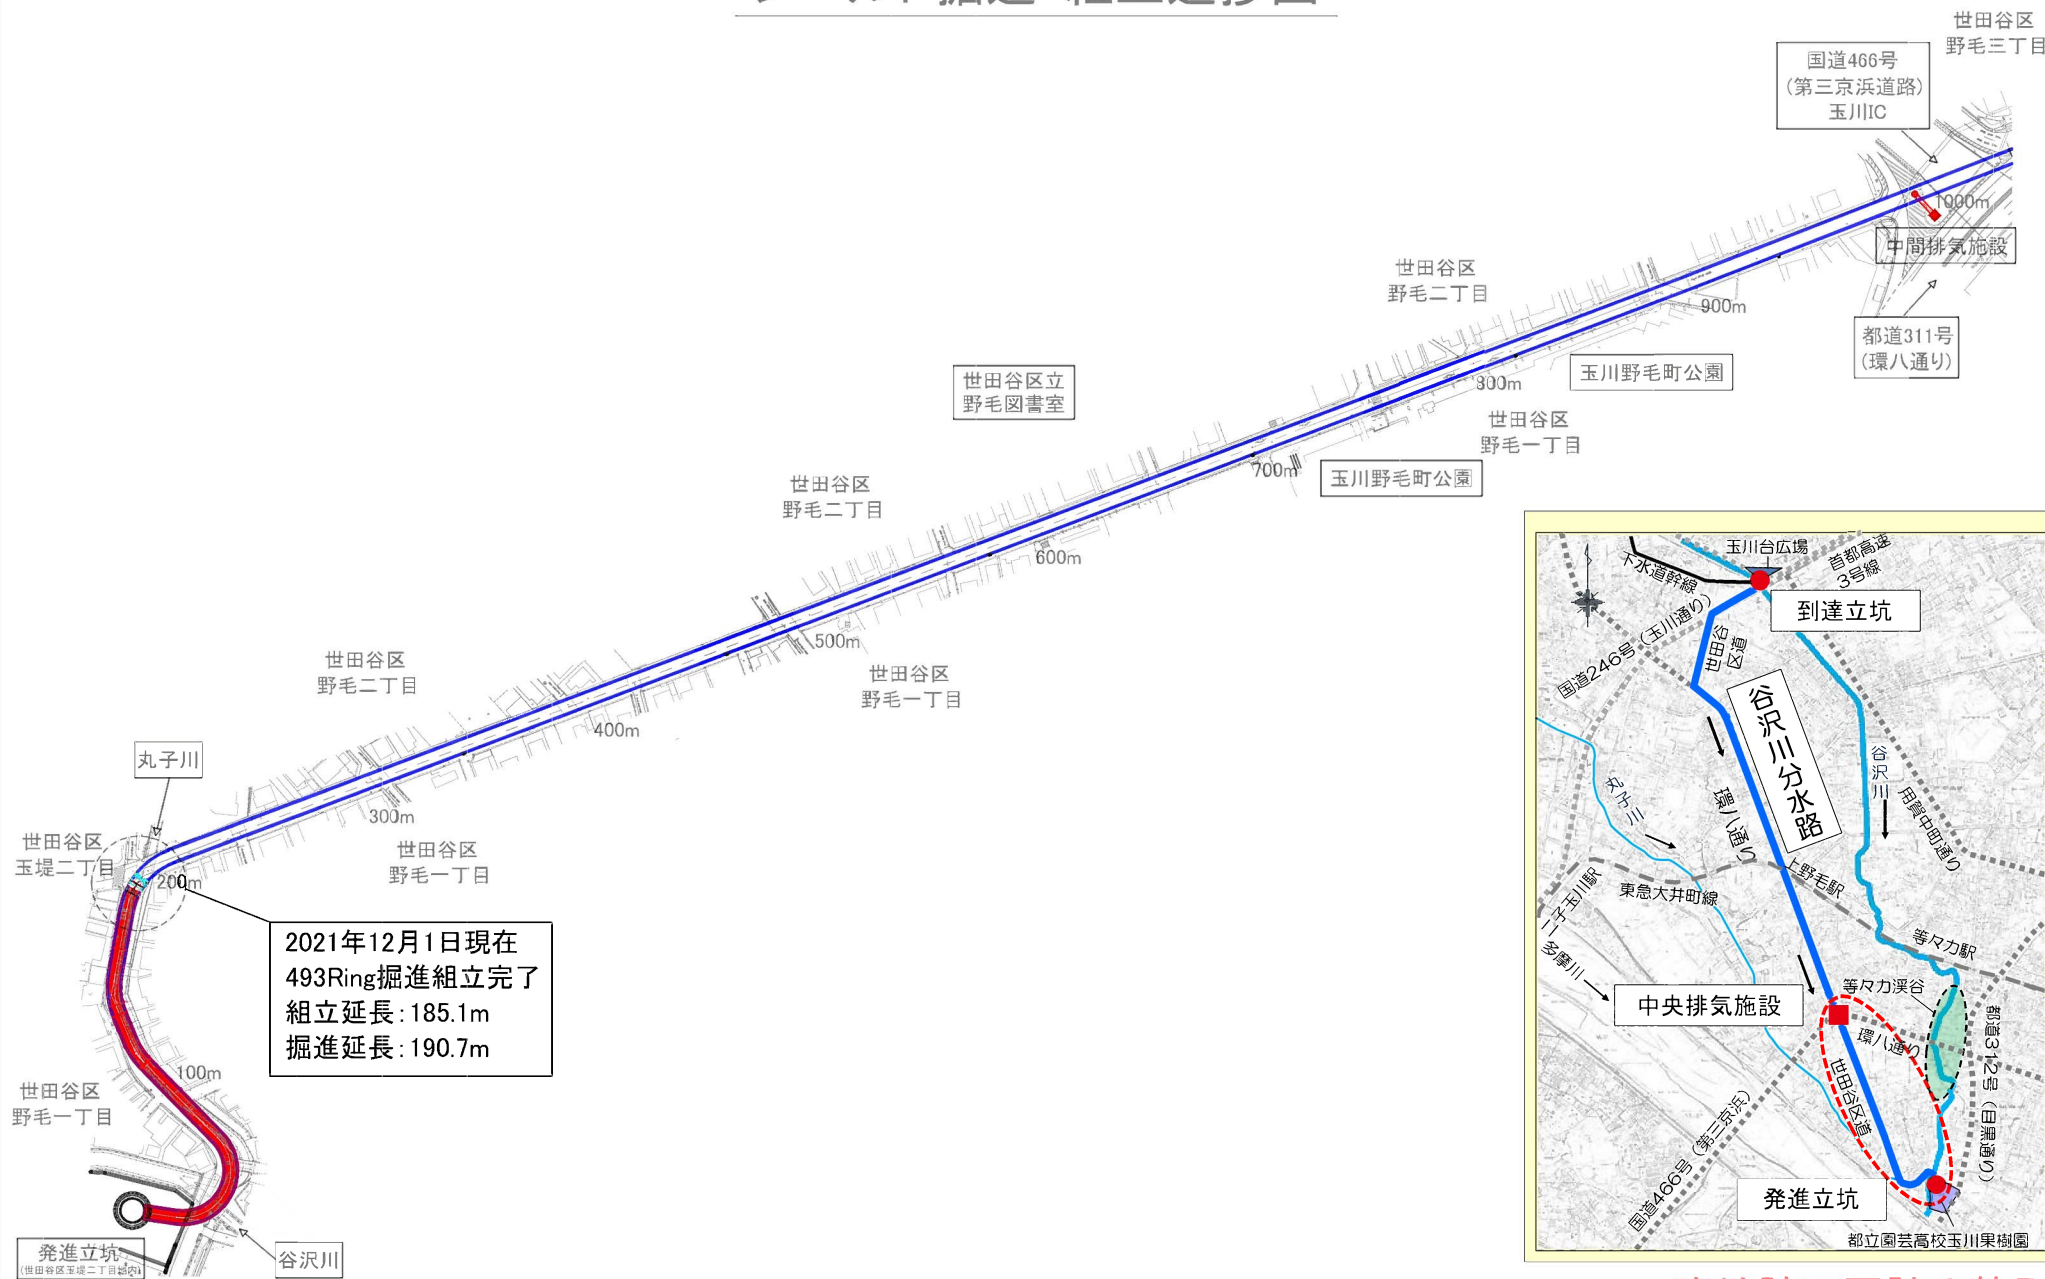 世田谷区
野毛三丁目
国道466号
(第三京浜道路)
玉川IC
1000m
中間排気施設
都道311号
(環八通り)
世田谷区
野毛二丁目
900m
玉川野毛町公園
800m
世田谷区
野毛一丁目
世田谷区立
野毛図書室
700m
玉川野毛町公園
世田谷区
野毛二丁目
600m
500m
世田谷区
野毛一丁目
世田谷区
野毛二丁目
400m
丸子川
300m
世田谷区
野毛一丁目
世田谷区
玉堤二丁目
200m
2021年12月1日現在
493Ring掘進組立完了
組立延長:185.1m
掘進延長:190.7m
100m
世田谷区
野毛一丁目
発進立坑
谷沢川
玉川台広場
首都高速
3号線
下水道幹線
到達立坑
国道246号(玉川通り)
世田谷
区道
谷沢川分水路
谷沢川
用賀中町通り
丸子川
環八通り
上野毛駅
二子玉川駅
東急大井町線
等々力駅
多摩川
等々力渓谷
中央排気施設
環八通り
都道312号(目黒通り)
世田谷区道
国道466号(第三京浜)
発進立坑
都立園芸高校玉川果樹園